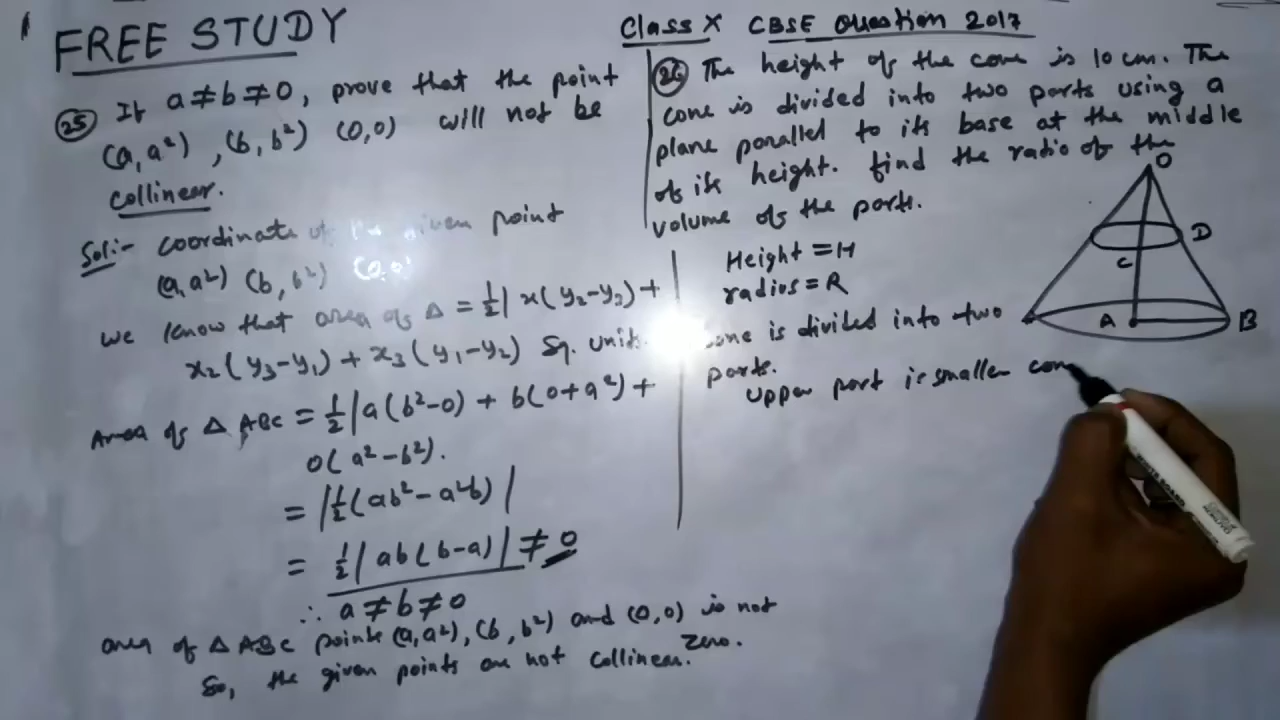 FREE STUDY
Class X CBSE Question 2017
25 If a≠b≠0, prove that the point
(a, a²), (b, b²) (0,0) will not be
collinear.
Sol:- coordinate of given point
(a, a²) (b, b²)
we know that area of Δ = ½| x(y₂-y₃) +
x₂(y₃-y₁) + x₃(y₁-y₂) Sq. unit
Area of Δ ABC = ½|a(b²-0) + b(0+a²) +
0(a²-b²).
= |½(ab²-a²b)|
= ½|ab(b-a)| ≠ 0
∴ a≠b≠0
area of Δ ABC points (a, a²), (b, b²) and (0,0) is not
zero.
So, the given points are not collinear.
26 The height of the cone is 10 cm. The
cone is divided into two parts using a
plane parallel to its base at the middle
of its height. find the ratio of the
volume of the parts.
Height = H
radius = R
cone is divided into two
parts.
Upper part is smaller con
O
D
C
A
B
WHITE BOARD